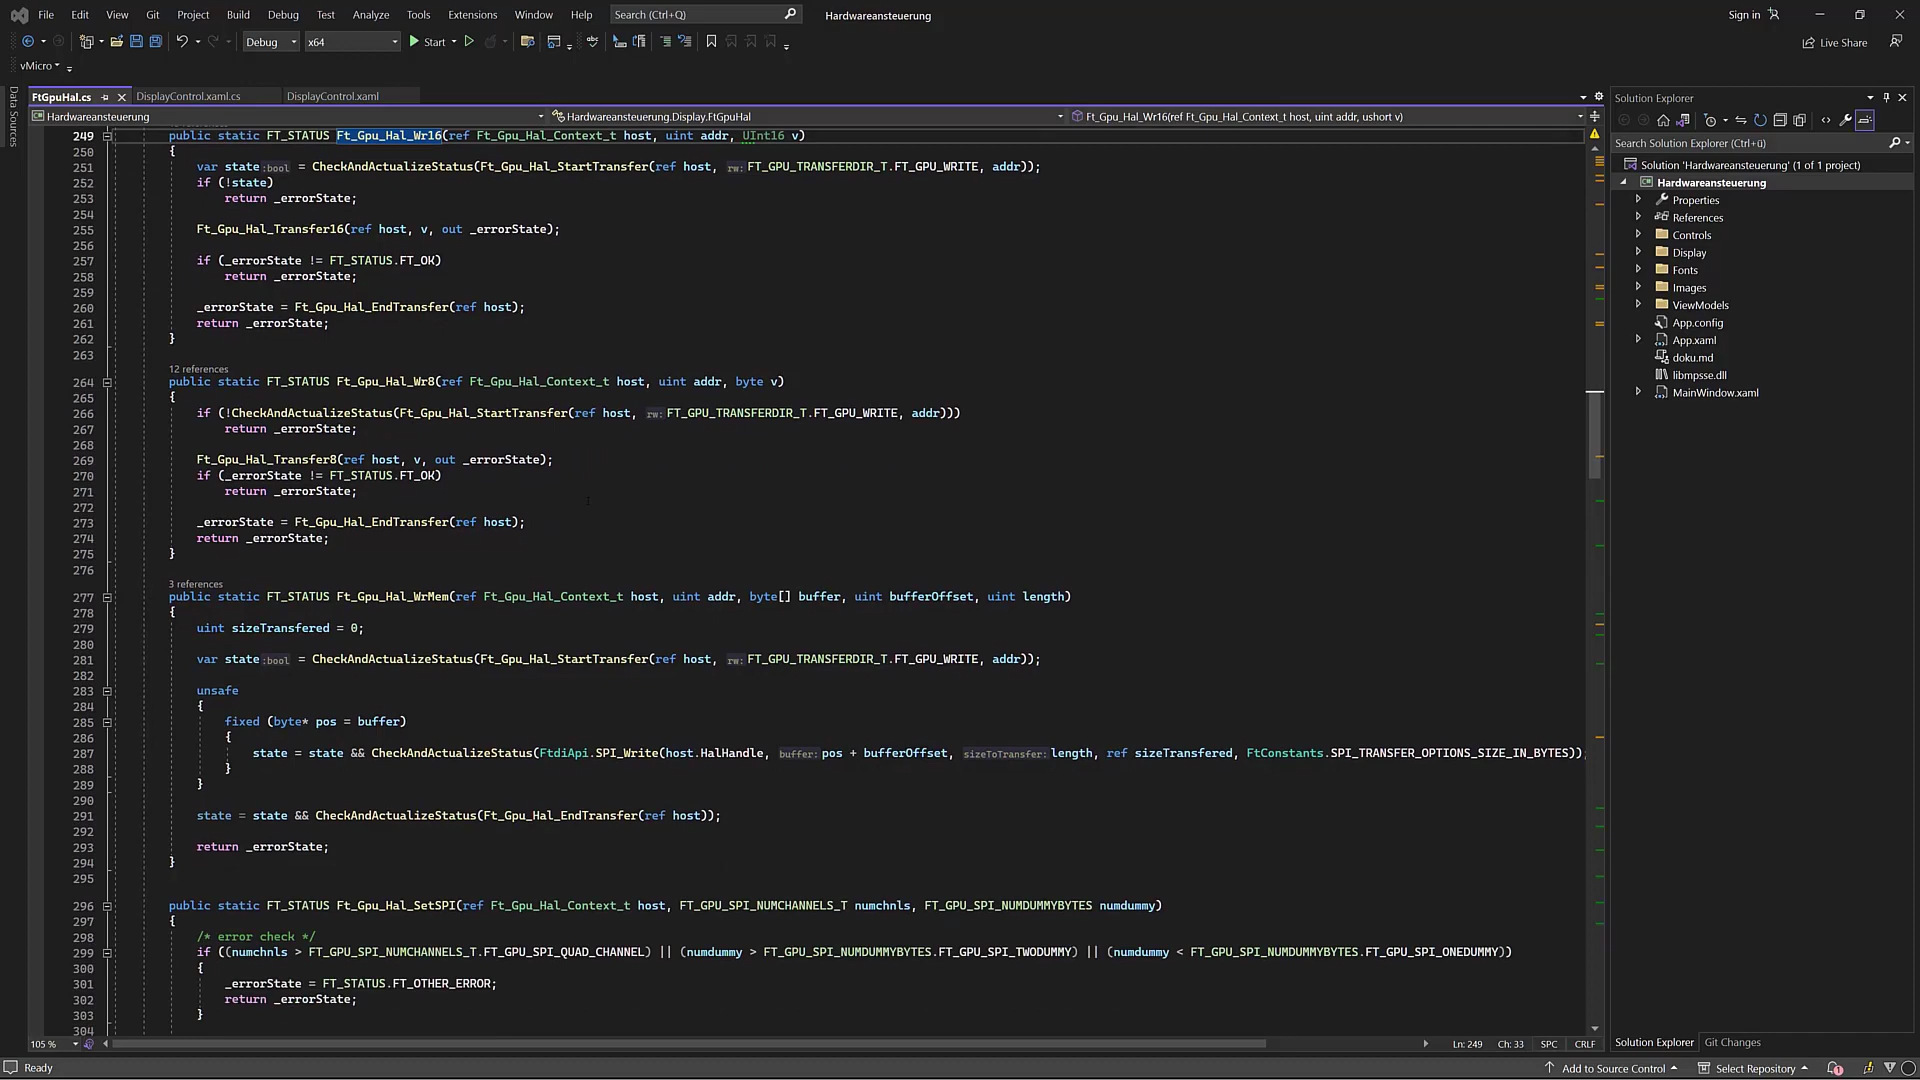 File Edit View Git Project Build Debug Test Analyze Tools Extensions Window Help Search (Ctrl+Q) Hardwareansteuerung Sign in
Debug x64 Start Live Share
vMicro
Data Sources
FtGpuHal.cs DisplayControl.xaml.cs DisplayControl.xaml
Hardwareansteuerung Hardwareansteuerung.Display.FtGpuHal Ft_Gpu_Hal_Wr16(ref Ft_Gpu_Hal_Context_t host, uint addr, ushort v)
249 public static FT_STATUS Ft_Gpu_Hal_Wr16(ref Ft_Gpu_Hal_Context_t host, uint addr, UInt16 v)
250 {
251 var state:bool = CheckAndActualizeStatus(Ft_Gpu_Hal_StartTransfer(ref host, rw:FT_GPU_TRANSFERDIR_T.FT_GPU_WRITE, addr));
252 if (!state)
253 return _errorState;
254
255 Ft_Gpu_Hal_Transfer16(ref host, v, out _errorState);
256
257 if (_errorState != FT_STATUS.FT_OK)
258 return _errorState;
259
260 _errorState = Ft_Gpu_Hal_EndTransfer(ref host);
261 return _errorState;
262 }
263
12 references
264 public static FT_STATUS Ft_Gpu_Hal_Wr8(ref Ft_Gpu_Hal_Context_t host, uint addr, byte v)
265 {
266 if (!CheckAndActualizeStatus(Ft_Gpu_Hal_StartTransfer(ref host, rw:FT_GPU_TRANSFERDIR_T.FT_GPU_WRITE, addr)))
267 return _errorState;
268
269 Ft_Gpu_Hal_Transfer8(ref host, v, out _errorState);
270 if (_errorState != FT_STATUS.FT_OK)
271 return _errorState;
272
273 _errorState = Ft_Gpu_Hal_EndTransfer(ref host);
274 return _errorState;
275 }
276
3 references
277 public static FT_STATUS Ft_Gpu_Hal_WrMem(ref Ft_Gpu_Hal_Context_t host, uint addr, byte[] buffer, uint bufferOffset, uint length)
278 {
279 uint sizeTransfered = 0;
280
281 var state:bool = CheckAndActualizeStatus(Ft_Gpu_Hal_StartTransfer(ref host, rw:FT_GPU_TRANSFERDIR_T.FT_GPU_WRITE, addr));
282
283 unsafe
284 {
285 fixed (byte* pos = buffer)
286 {
287 state = state && CheckAndActualizeStatus(FtdiApi.SPI_Write(host.HalHandle, buffer:pos + bufferOffset, sizeToTransfer:length, ref sizeTransfered, FtConstants.SPI_TRANSFER_OPTIONS_SIZE_IN_BYTES));
288 }
289 }
290
291 state = state && CheckAndActualizeStatus(Ft_Gpu_Hal_EndTransfer(ref host));
292
293 return _errorState;
294 }
295
296 public static FT_STATUS Ft_Gpu_Hal_SetSPI(ref Ft_Gpu_Hal_Context_t host, FT_GPU_SPI_NUMCHANNELS_T numchnls, FT_GPU_SPI_NUMDUMMYBYTES numdummy)
297 {
298 /* error check */
299 if ((numchnls > FT_GPU_SPI_NUMCHANNELS_T.FT_GPU_SPI_QUAD_CHANNEL) || (numdummy > FT_GPU_SPI_NUMDUMMYBYTES.FT_GPU_SPI_TWODUMMY) || (numdummy < FT_GPU_SPI_NUMDUMMYBYTES.FT_GPU_SPI_ONEDUMMY))
300 {
301 _errorState = FT_STATUS.FT_OTHER_ERROR;
302 return _errorState;
303 }
304
105 % Ln: 249 Ch: 33 SPC CRLF
Solution Explorer
Search Solution Explorer (Ctrl+ü)
Solution 'Hardwareansteuerung' (1 of 1 project)
Hardwareansteuerung
Properties
References
Controls
Display
Fonts
Images
ViewModels
App.config
App.xaml
doku.md
libmpsse.dll
MainWindow.xaml
Solution Explorer Git Changes
Ready Add to Source Control Select Repository 1